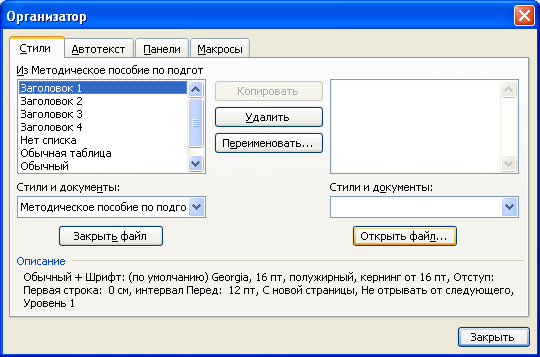 Организатор
Стили
Автотекст
Панели
Макросы
Из Методическое пособие по подгот
Заголовок 1
Заголовок 2
Заголовок 3
Заголовок 4
Нет списка
Обычная таблица
Обычный
Копировать
Удалить
Переименовать...
Стили и документы:
Методическое пособие по подго
Закрыть файл
Стили и документы:
Открыть файл...
Описание
Обычный + Шрифт: (по умолчанию) Georgia, 16 пт, полужирный, кернинг от 16 пт, Отступ:
Первая строка: 0 см, интервал Перед: 12 пт, С новой страницы, Не отрывать от следующего,
Уровень 1
Закрыть